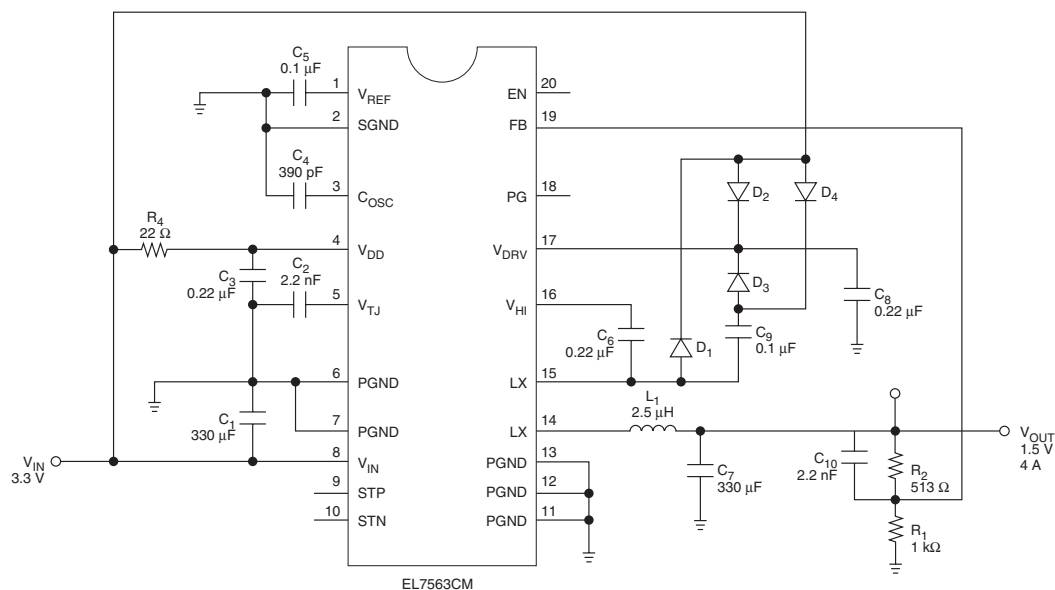 C5
0.1 µF
1
VREF
2
SGND
C4
390 pF
3
COSC
R4
22 Ω
4
VDD
C3
0.22 µF
C2
2.2 nF
5
VTJ
6
PGND
C1
330 µF
7
PGND
VIN
3.3 V
8
VIN
9
STP
10
STN
20
EN
19
FB
18
PG
D2
D4
17
VDRV
D3
C8
0.22 µF
16
VHI
C6
0.22 µF
D1
C9
0.1 µF
15
LX
L1
2.5 µH
14
LX
VOUT
1.5 V
4 A
13
PGND
12
PGND
11
PGND
C7
330 µF
C10
2.2 nF
R2
513 Ω
R1
1 kΩ
EL7563CM